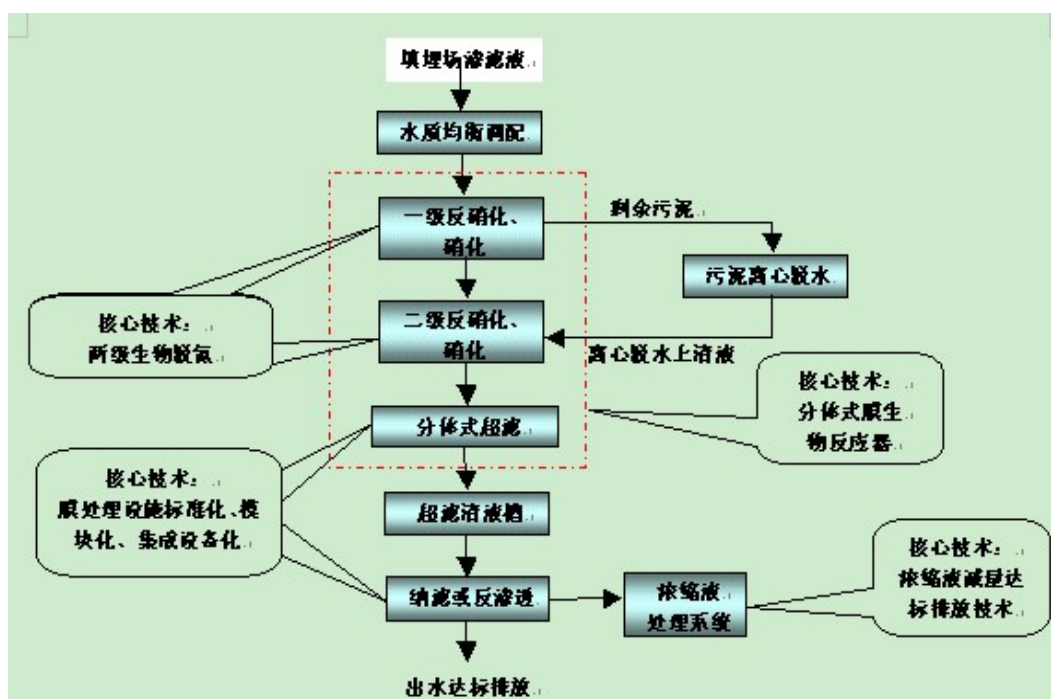 填埋场渗滤液
水质均衡调配
一级反硝化、
硝化
剩余污泥
污泥离心脱水
核心技术：
两级生物脱氮
二级反硝化、
硝化
离心脱水上清液
核心技术：
分体式膜生
物反应器
分体式超滤
核心技术：
膜处理设施标准化、模
块化、集成设备化
超滤清液槽
纳滤或反渗透
浓缩液
处理系统
核心技术：
浓缩液减量达
标排放技术
出水达标排放